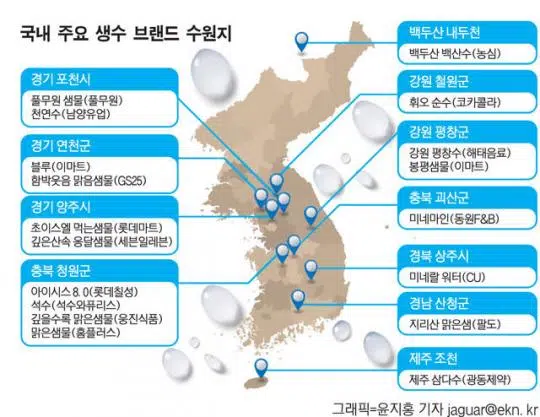 국내 주요 생수 브랜드 수원지
경기 포천시
풀무원 샘물(풀무원)
천연수(남양유업)
경기 연천군
블루(이마트)
함박웃음 맑음샘물(GS25)
경기 양주시
초이스엘 먹는샘물(롯데마트)
깊은산속 옹달샘물(세븐일레븐)
충북 청원군
아이시스 8.0(롯데칠성)
석수(석수와퓨리스)
깊을수록 맑은샘물(웅진식품)
맑은샘물(홈플러스)
백두산 내두천
백두산 백산수(농심)
강원 철원군
휘오 순수(코카콜라)
강원 평창군
강원 평창수(해태음료)
봉평샘물(이마트)
충북 괴산군
미네마인(동원F&B)
경북 상주시
미네랄 워터(CU)
경남 산청군
지리산 맑은샘(팔도)
제주 조천
제주 삼다수(광동제약)
그래픽=윤지홍 기자 jaguar@ekn.kr